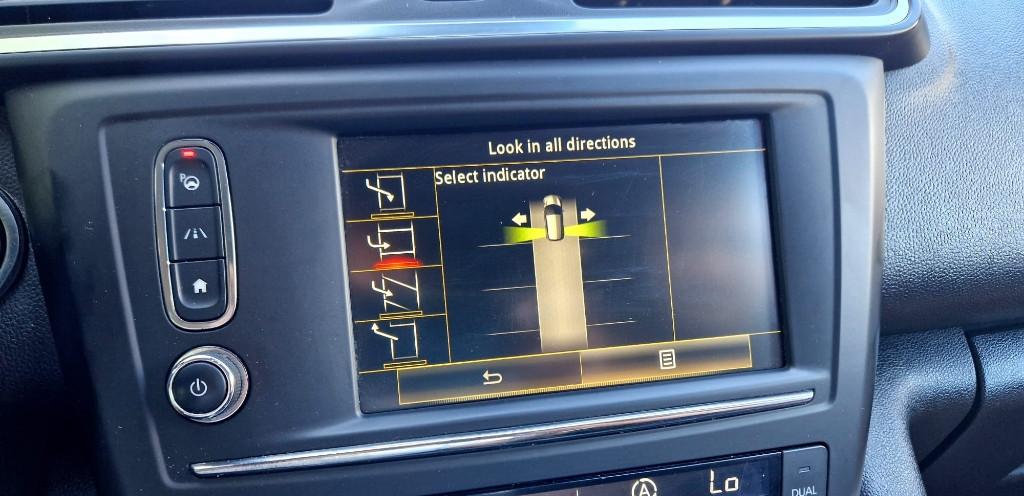 Look in all directions
Select indicator
P
A
Lo
DUAL